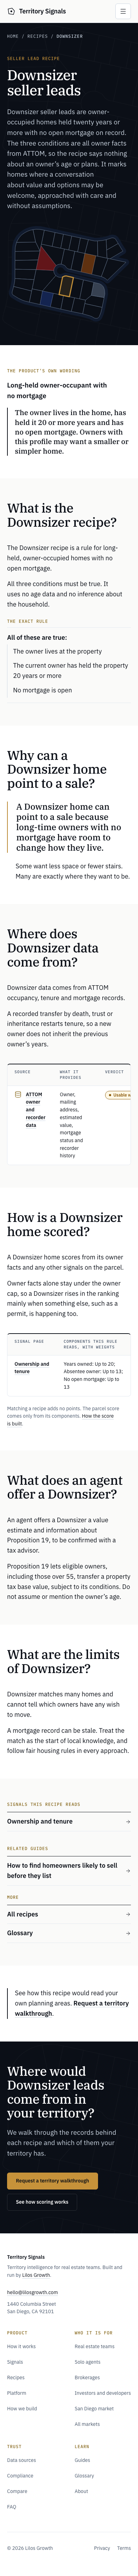 Territory Signals
HOME / RECIPES / DOWNSIZER
SELLER LEAD RECIPE
Downsizer
seller leads
Downsizer seller leads are owner-
occupied homes held twenty years or
more with no recorded open mortgage.
The three conditions are all owner facts
from ATTOM, so the recipe says nothing
about an owner's age or plans. It marks
homes where a conversation
about value and options may be
welcome, and it does so without
assumptions.
THE PRODUCT'S OWN WORDING
Long-held owner-occupant with
no mortgage
The owner lives in the home, has
held it 20 or more years and has
no open mortgage. Owners with
this profile may want a smaller or
simpler home.
What is the
Downsizer recipe?
The Downsizer recipe is a rule for long-
held, owner-occupied homes with no
open mortgage.
All three conditions must be true. It
uses no age data and no inference about
the household.
THE EXACT RULE
All of these are true:
The owner lives at the property
The current owner has held the property
20 years or more
No mortgage is open
Why can a
Downsizer home
point to a sale?
A Downsizer home can
point to a sale because
long-time owners with no
mortgage have room to
change how they live.
Some want less space or fewer stairs.
Many are exactly where they want to be.
Where does
Downsizer data
come from?
Downsizer data comes from ATTOM
occupancy, tenure and mortgage records.
A recorded transfer by death, trust or
inheritance restarts tenure, so a new
owner does not inherit the previous
owner's years.
SOURCE
WHAT IT
PROVIDES
VERDICT
ATTOM
owner
and
recorder
data
Owner,
mailing
address,
estimated
value,
mortgage
status and
recorder
history
Usable
How is a Downsizer
home scored?
A Downsizer home scores from its owner
facts and any other signals on the parcel.
Owner facts alone stay under the owner
cap, so a Downsizer rises in the ranking
mainly when something else, such as a
permit, is happening too.
SIGNAL PAGE
COMPONENTS THIS RULE
READS, WITH WEIGHTS
Ownership and
tenure
Years owned: Up to 20;
Absentee owner: Up to 13;
No open mortgage: Up to
13
Matching a recipe adds no points. The parcel score
comes only from its components. How the score
is built.
What does an agent
offer a Downsizer?
An agent offers a Downsizer a value
estimate and information about
Proposition 19, to be confirmed with a
tax advisor.
Proposition 19 lets eligible owners,
including those over 55, transfer a property
tax base value, subject to its conditions. Do
not assume or mention the owner's age.
What are the limits
of Downsizer?
Downsizer matches many homes and
cannot tell which owners have any wish
to move.
A mortgage record can be stale. Treat the
match as the start of local knowledge, and
follow fair housing rules in every approach.
SIGNALS THIS RECIPE READS
Ownership and tenure →
RELATED GUIDES
How to find homeowners likely to sell
before they list →
MORE
All recipes →
Glossary →
See how this recipe would read your
own planning areas. Request a territory
walkthrough.
Where would
Downsizer leads
come from in
your territory?
We walk through the records behind
each recipe and which of them your
territory has.
Request a territory walkthrough
See how scoring works
Territory Signals
Territory intelligence for real estate teams. Built and
run by Lilos Growth.
hello@lilosgrowth.com
1440 Columbia Street
San Diego, CA 92101
PRODUCT
How it works
Signals
Recipes
Platform
How we build
WHO IT IS FOR
Real estate teams
Solo agents
Brokerages
Investors and developers
San Diego market
All markets
TRUST
Data sources
Compliance
Compare
FAQ
LEARN
Guides
Glossary
About
© 2026 Lilos Growth
Privacy Terms